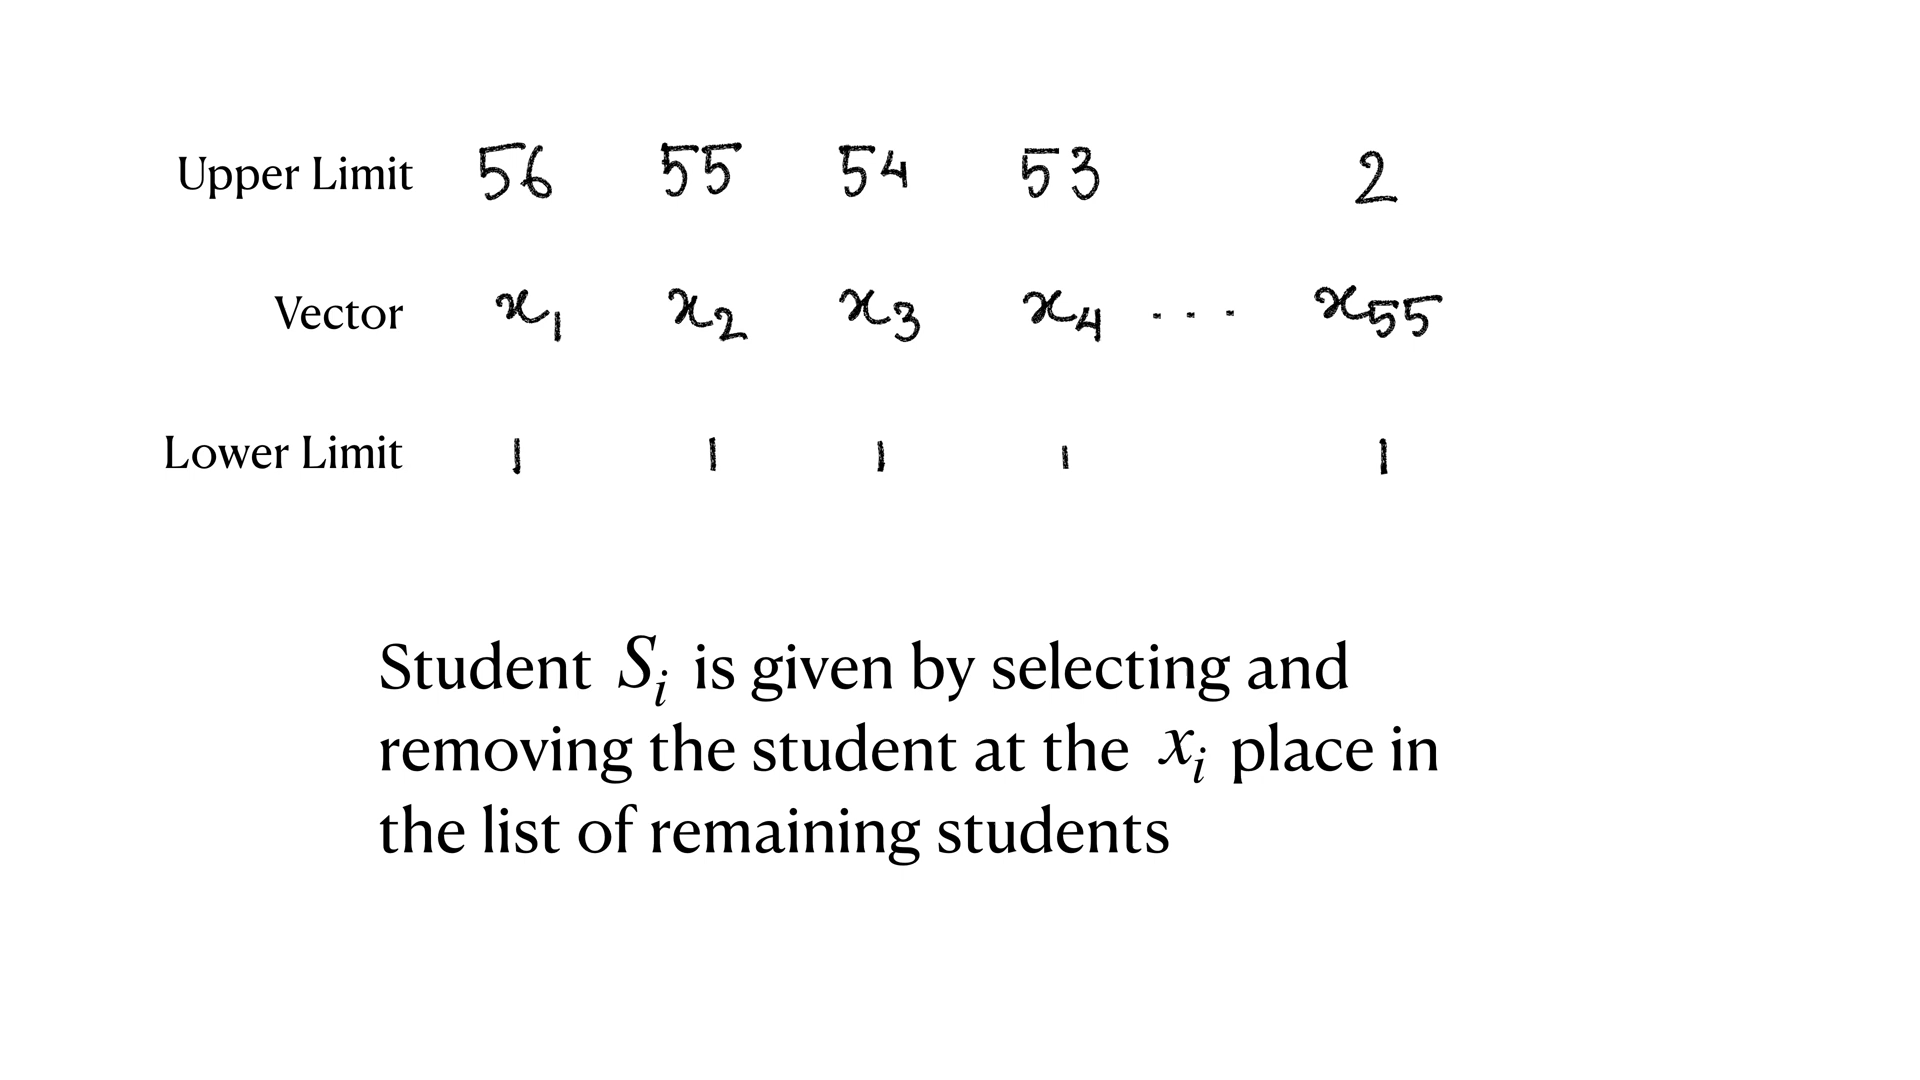 Upper Limit 56 55 54 53 2
Vector x₁ x₂ x₃ x₄ . . . x₅₅
Lower Limit 1 1 1 1 1
Student Sᵢ is given by selecting and
removing the student at the xᵢ place in
the list of remaining students